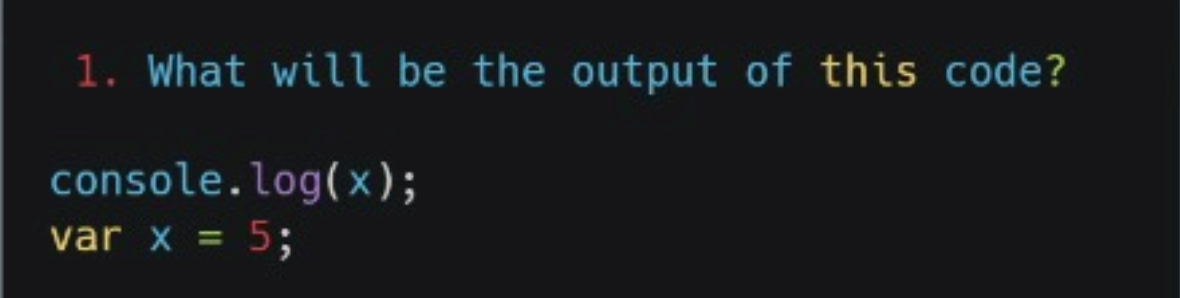 1. What will be the output of this code?
console.log(x);
var x = 5;